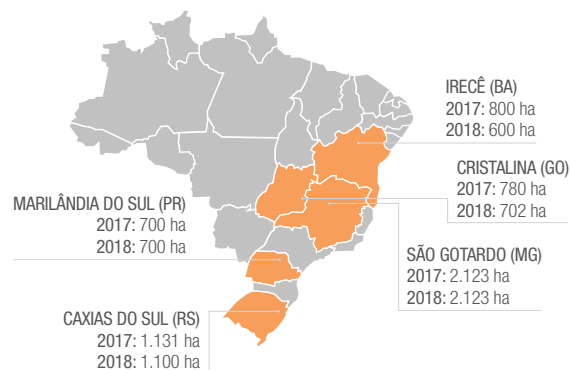 IRECÊ (BA)
2017: 800 ha
2018: 600 ha
CRISTALINA (GO)
2017: 780 ha
2018: 702 ha
MARILÂNDIA DO SUL (PR)
2017: 700 ha
2018: 700 ha
SÃO GOTARDO (MG)
2017: 2.123 ha
2018: 2.123 ha
CAXIAS DO SUL (RS)
2017: 1.131 ha
2018: 1.100 ha